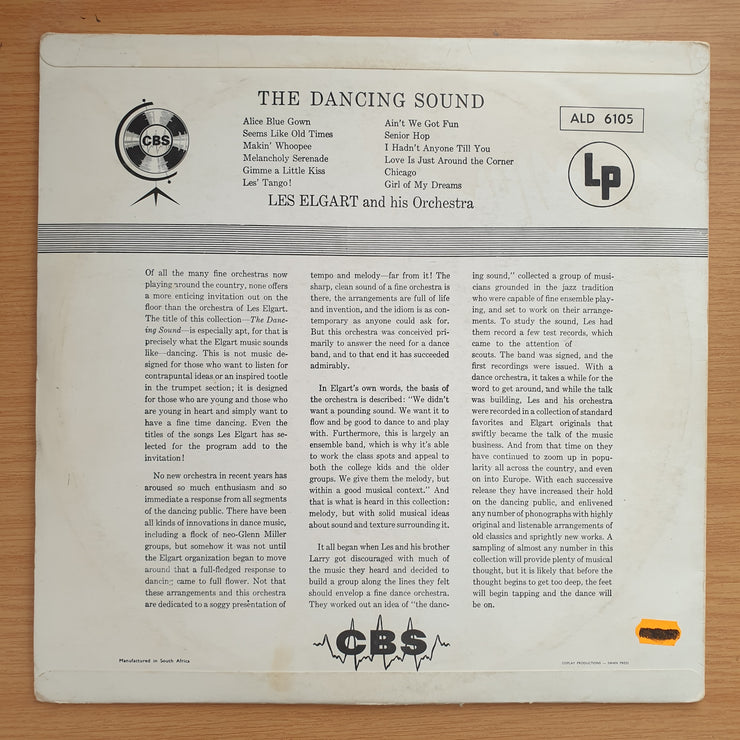 THE DANCING SOUND
CBS
Alice Blue Gown
Seems Like Old Times
Makin' Whoopee
Melancholy Serenade
Gimme a Little Kiss
Les' Tango!
Ain't We Got Fun
Senior Hop
I Hadn't Anyone Till You
Love Is Just Around the Corner
Chicago
Girl of My Dreams
LES ELGART and his Orchestra
ALD 6105
LP
Of all the many fine orchestras now
playing around the country, none offers
a more enticing invitation out on the
floor than the orchestra of Les Elgart.
The title of this collection—The Danc-
ing Sound—is especially apt, for that is
precisely what the Elgart music sounds
like—dancing. This is not music de-
signed for those who want to listen for
contrapuntal ideas or an inspired tootle
in the trumpet section; it is designed
for those who are young and those who
are young in heart and simply want to
have a fine time dancing. Even the
titles of the songs Les Elgart has se-
lected for the program add to the
invitation!
No new orchestra in recent years has
aroused so much enthusiasm and so
immediate a response from all segments
of the dancing public. There have been
all kinds of innovations in dance music,
including a flock of neo-Glenn Miller
groups, but somehow it was not until
the Elgart organization began to move
around that a full-fledged response to
dancing came to full flower. Not that
these arrangements and this orchestra
are dedicated to a soggy presentation of
tempo and melody—far from it! The
sharp, clean sound of a fine orchestra is
there, the arrangements are full of life
and invention, and the idiom is as con-
temporary as anyone could ask for.
But this orchestra was conceived pri-
marily to answer the need for a dance
band, and to that end it has succeeded
admirably.
In Elgart's own words, the basis of
the orchestra is described: "We didn't
want a pounding sound. We want it to
flow and be good to dance to and play
with. Furthermore, this is largely an
ensemble band, which is why it's able
to work the class spots and appeal to
both the college kids and the older
groups. We give them the melody, but
within a good musical context." And
that is what is heard in this collection:
melody, but with solid musical ideas
about sound and texture surrounding it.
It all began when Les and his brother
Larry got discouraged with much of
the music they heard and decided to
build a group along the lines they felt
should envelop a fine dance orchestra.
They worked out an idea of "the danc-
ing sound," collected a group of musi-
cians grounded in the jazz tradition
who were capable of fine ensemble play-
ing, and set to work on their arrange-
ments. To study the sound, Les had
them record a few test records, which
came to the attention of
scouts. The band was signed, and the
first recordings were issued. With a
dance orchestra, it takes a while for the
word to get around, and while the talk
was building, Les and his orchestra
were recorded in a collection of standard
favorites and Elgart originals that
swiftly became the talk of the music
business. And from that time on they
have continued to zoom up in popu-
larity all across the country, and even
on into Europe. With each successive
release they have increased their hold
on the dancing public, and enlivened
any number of phonographs with highly
original and listenable arrangements of
old classics and sprightly new works. A
sampling of almost any number in this
collection will provide plenty of musical
thought, but it is likely that before the
thought begins to get too deep, the feet
will begin tapping and the dance will
be on.
CBS
Manufactured in South Africa